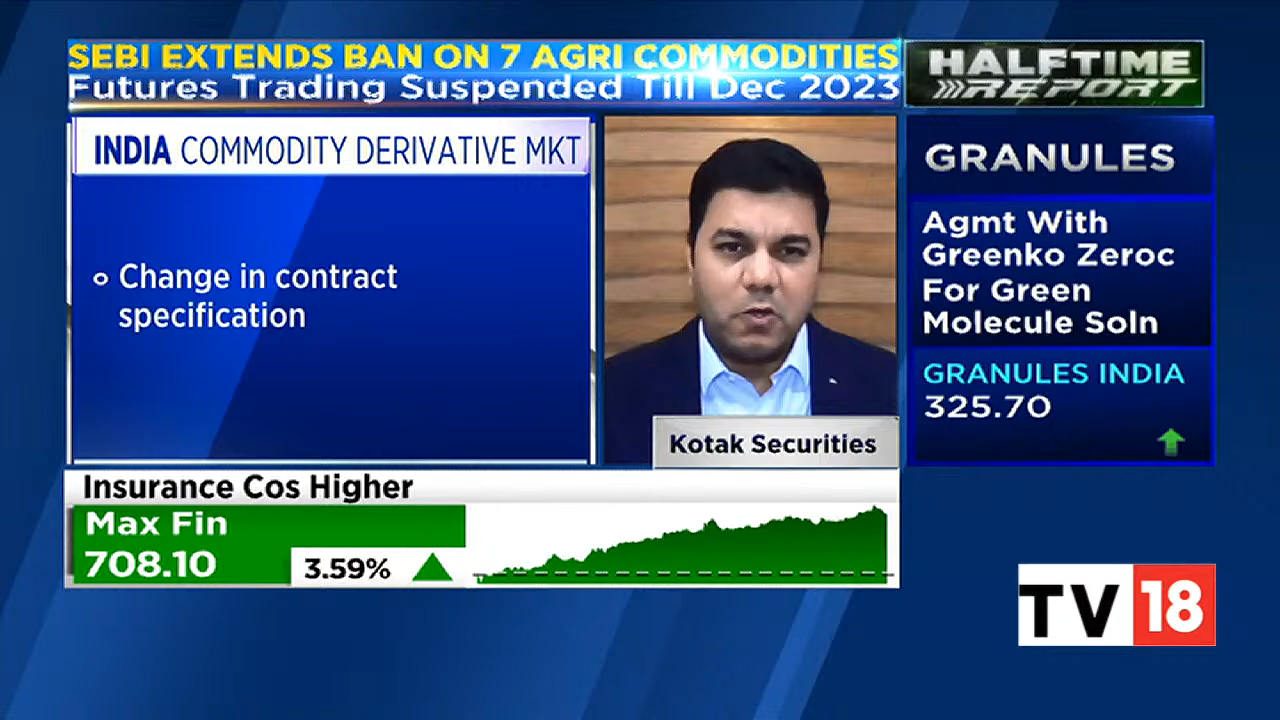 SEBI EXTENDS BAN ON 7 AGRI COMMODITIES
Futures Trading Suspended Till Dec 2023
HALFTIME
REPORT
INDIA COMMODITY DERIVATIVE MKT
Change in contract
specification
Kotak Securities
GRANULES
Agmt With
Greenko Zeroc
For Green
Molecule Soln
GRANULES INDIA
325.70
Insurance Cos Higher
Max Fin
708.10
3.59%
TV18